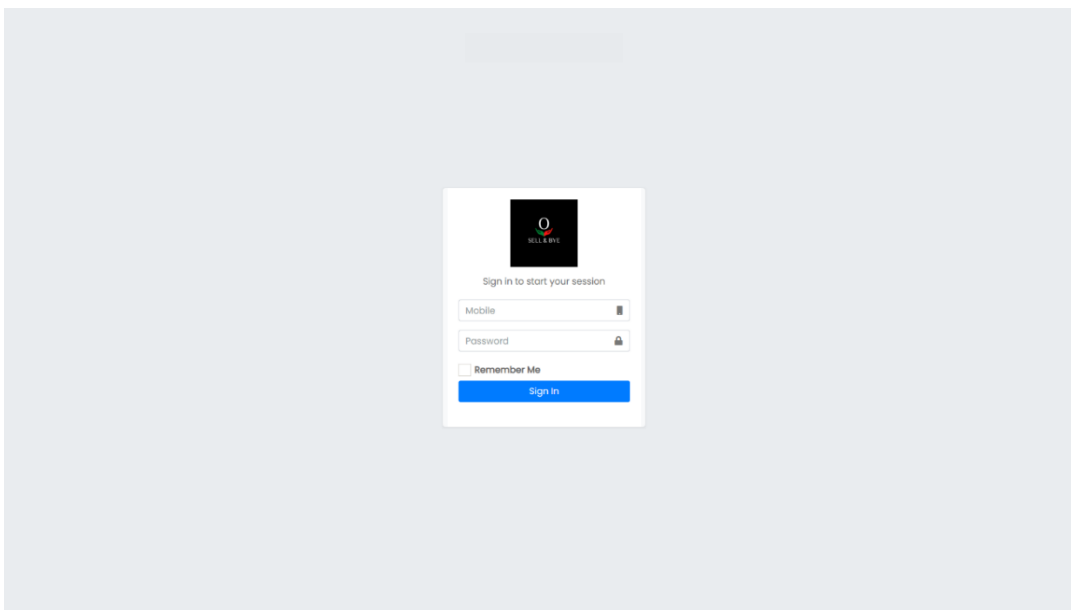 O
SELL & BYE
Sign in to start your session
Mobile
Password
Remember Me
Sign In